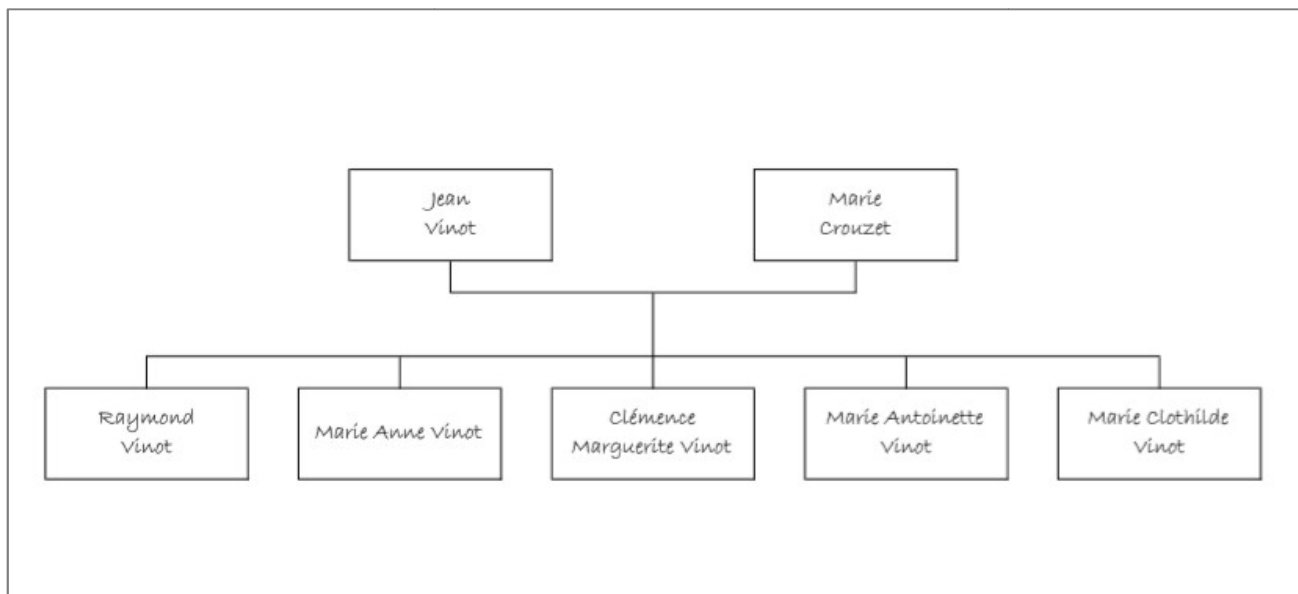 Jean
Vinot
Marie
Crouzet
Raymond
Vinot
Marie Anne Vinot
Clémence
Marguerite Vinot
Marie Antoinette
Vinot
Marie Clothilde
Vinot